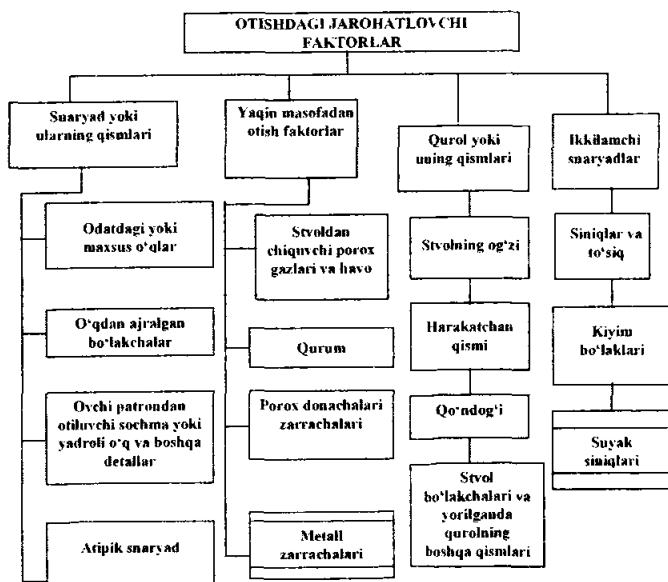 OTISHDAGI JAROHATLOVCHI
FAKTORLAR
Snaryad yoki
ularning qismlari
Odatdagi yoki
maxsus o‘qlar
O‘qdan ajralgan
bo‘lakchalar
Ovchi patrondan
otiluvchi sochma yoki
yadroli o‘q va boshqa
detallar
Atipik snaryad
Yaqin masofadan
otish faktorlar
Stvoldan
chiquvchi porox
gazlari va havo
Qurum
Porox donachalari
zarrachalari
Metall
zarrachalari
Qurol yoki
uning qismlari
Stvolning og‘zi
Harakatchan
qismi
Qo‘ndog‘i
Stvol
bo‘lakchalari va
yorilganda
qurolning
boshqa qismlari
Ikkilamchi
snaryadlar
Siniqlar va
to‘siq
Kiyim
bo‘laklari
Suyak
siniqlari